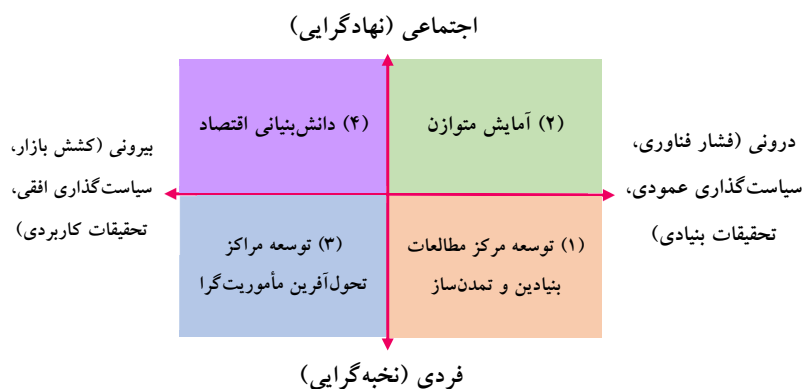 اجتماعی (نهادگرایی)
درونی (فشار فناوری،
سیاست‌گذاری عمودی،
تحقیقات بنیادی)
(۲) آمایش متوازن
(۴) دانش‌بنیانی اقتصاد
بیرونی (کشش بازار،
سیاست‌گذاری افقی،
تحقیقات کاربردی)
(۱) توسعه مرکز مطالعات
بنیادین و تمدن‌ساز
(۳) توسعه مراکز
تحول‌آفرین مأموریت‌گرا
فردی (نخبه‌گرایی)